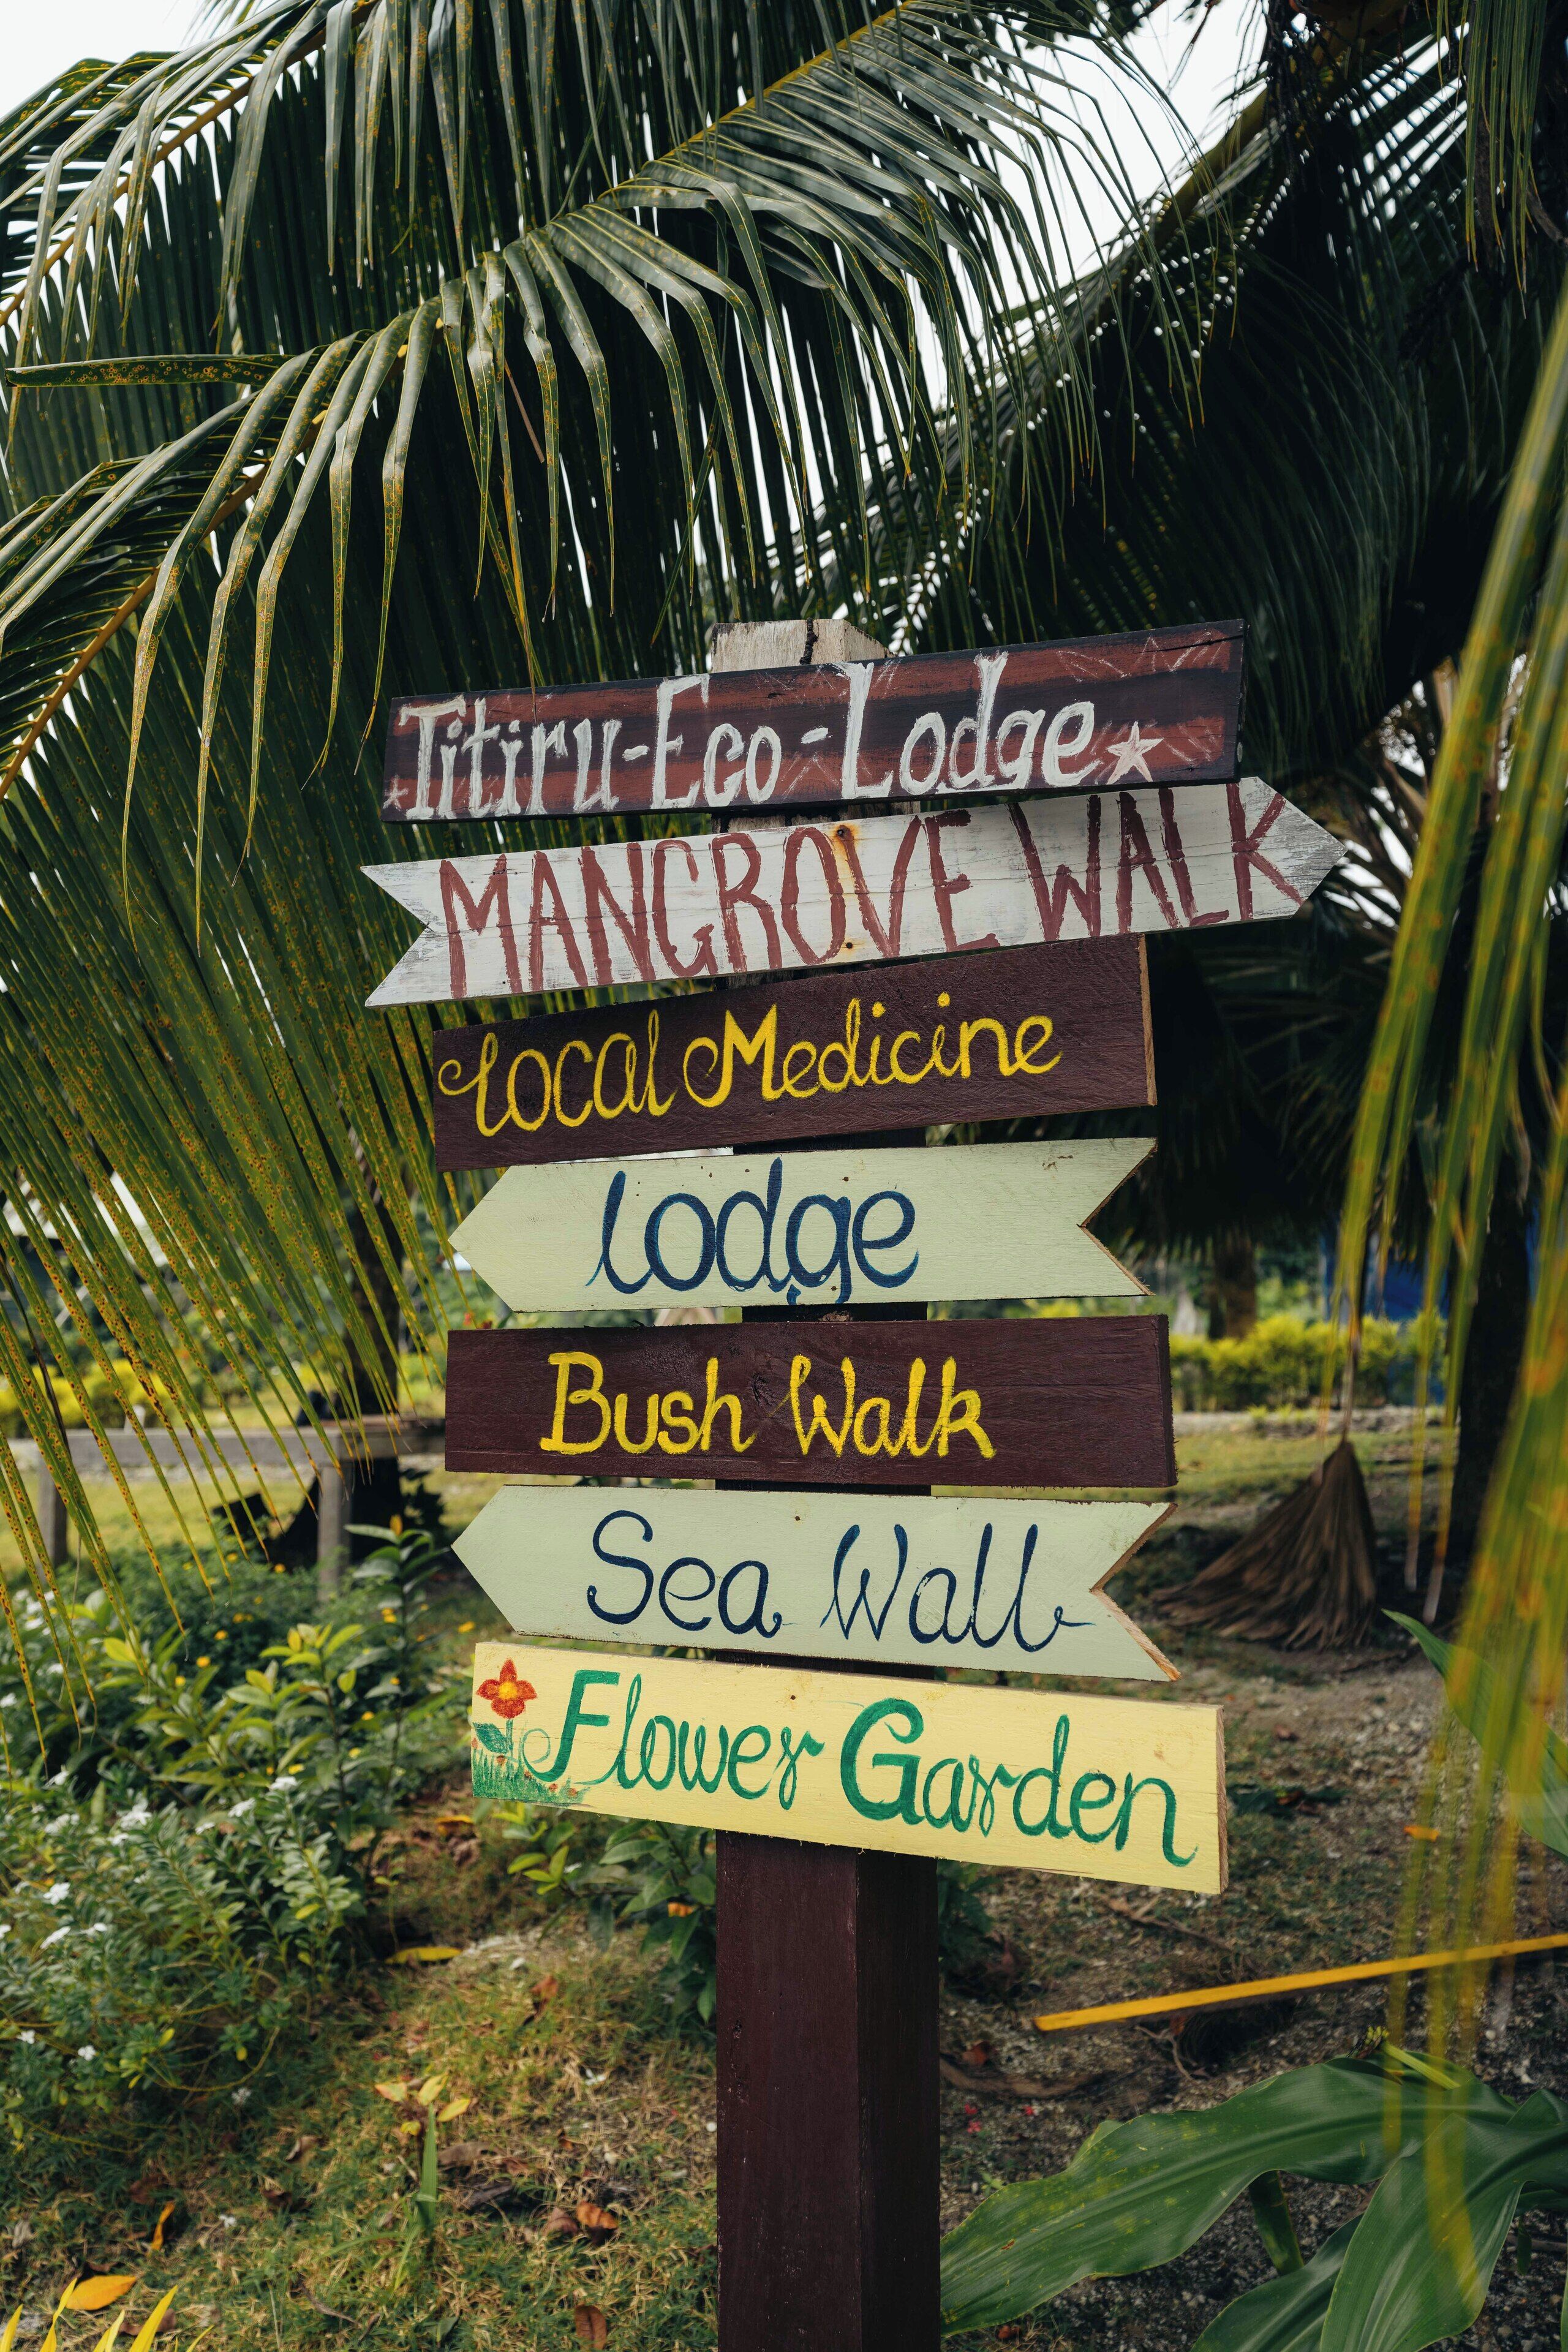 Titiru-Eco-Lodge
MANGROVE WALK
Local Medicine
Lodge
Bush Walk
Sea Wall
Flower Garden